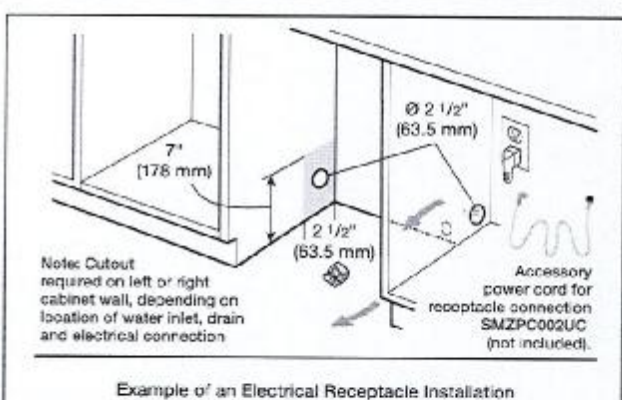 Ø 2 1/2"
(63.5 mm)
7"
(178 mm)
2 1/2"
(63.5 mm)
Note: Cutout
required on left or right
cabinet wall, depending on
location of water inlet, drain
and electrical connection
Accessory
power cord for
receptacle connection
SMZPC002UC
(not included).
Example of an Electrical Receptacle Installation